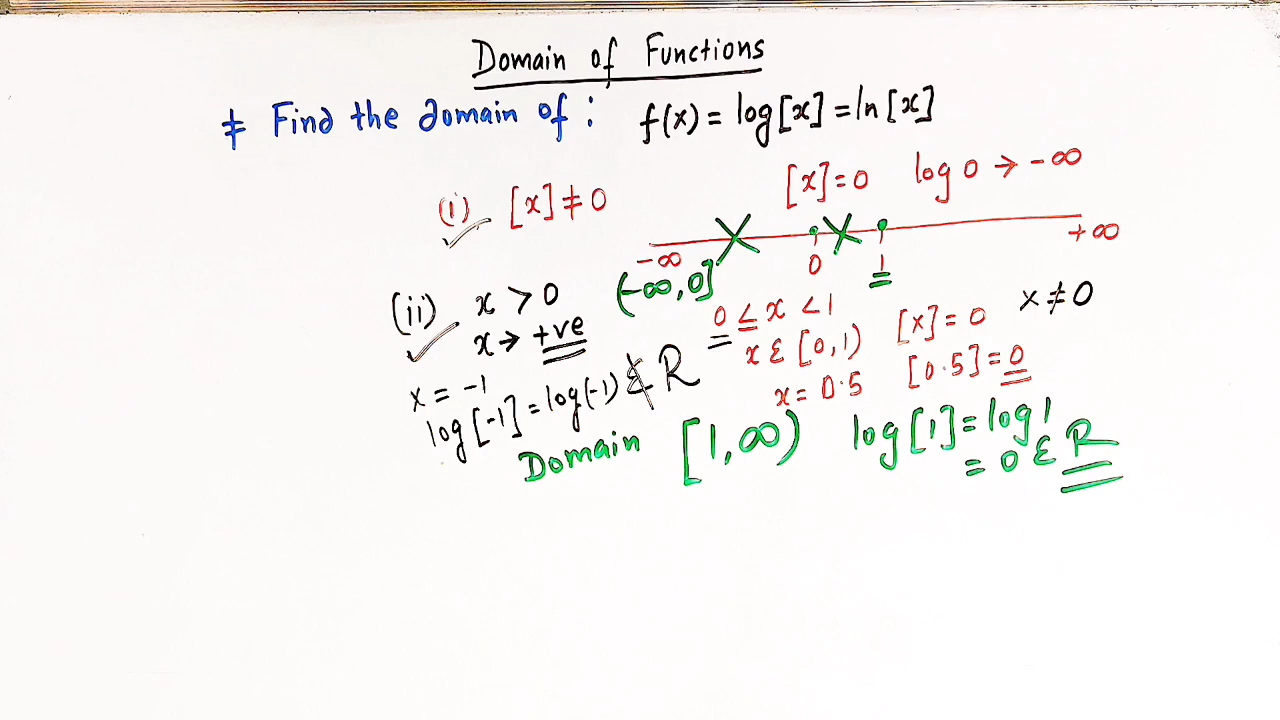 Domain of Functions
# Find the domain of : f(x) = log[x] = ln[x]
[x]=0 log 0 → -∞
(i) [x] ≠ 0
-∞ 0 1 +∞
(-∞,0]
(ii) x > 0
x → +ve
0 ≤ x < 1 [x] = 0 x ≠ 0
x ε [0,1)
x = 0.5 [0.5] = 0
x = -1
log[-1] = log(-1) ∉ R
Domain [1,∞) log[1] = log 1
= 0 ε R